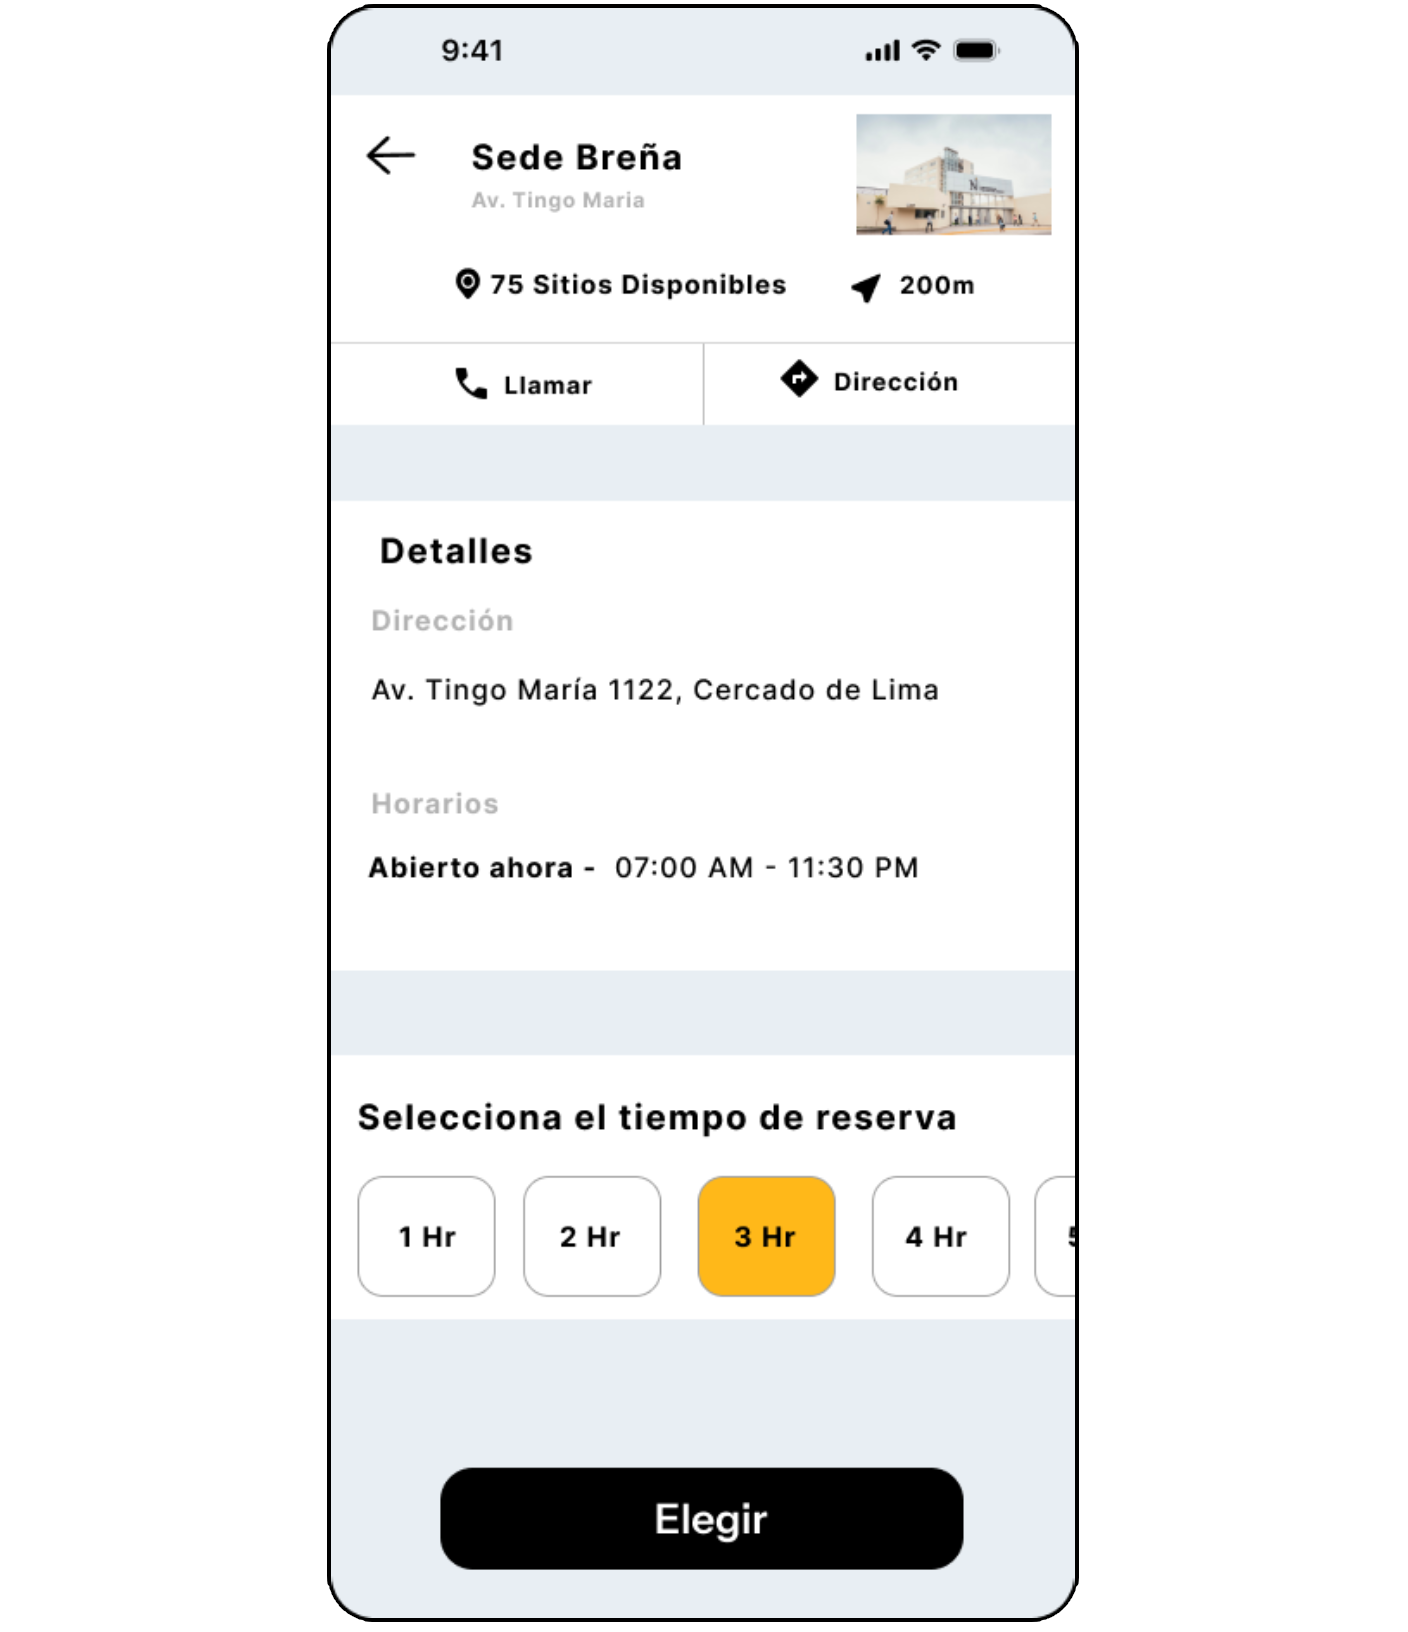 9:41
Sede Breña
Av. Tingo Maria
75 Sitios Disponibles
200m
Llamar
Dirección
Detalles
Dirección
Av. Tingo María 1122, Cercado de Lima
Horarios
Abierto ahora - 07:00 AM - 11:30 PM
Selecciona el tiempo de reserva
1 Hr
2 Hr
3 Hr
4 Hr
Elegir